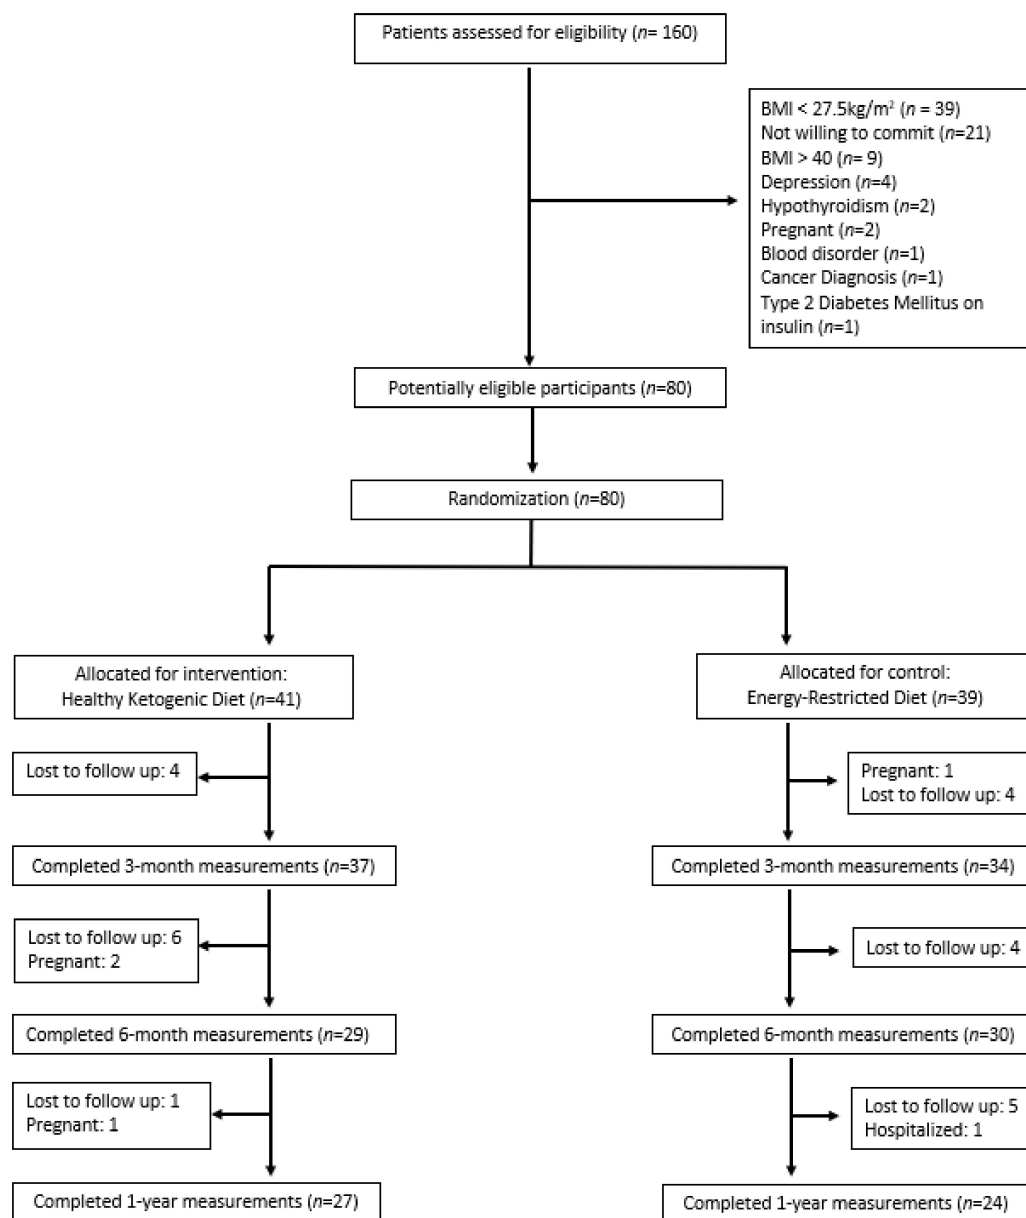 Patients assessed for eligibility (n= 160)
BMI < 27.5kg/m² (n = 39)
Not willing to commit (n=21)
BMI > 40 (n= 9)
Depression (n=4)
Hypothyroidism (n=2)
Pregnant (n=2)
Blood disorder (n=1)
Cancer Diagnosis (n=1)
Type 2 Diabetes Mellitus on
insulin (n=1)
Potentially eligible participants (n=80)
Randomization (n=80)
Allocated for intervention:
Healthy Ketogenic Diet (n=41)
Allocated for control:
Energy-Restricted Diet (n=39)
Lost to follow up: 4
Pregnant: 1
Lost to follow up: 4
Completed 3-month measurements (n=37)
Completed 3-month measurements (n=34)
Lost to follow up: 6
Pregnant: 2
Lost to follow up: 4
Completed 6-month measurements (n=29)
Completed 6-month measurements (n=30)
Lost to follow up: 1
Pregnant: 1
Lost to follow up: 5
Hospitalized: 1
Completed 1-year measurements (n=27)
Completed 1-year measurements (n=24)